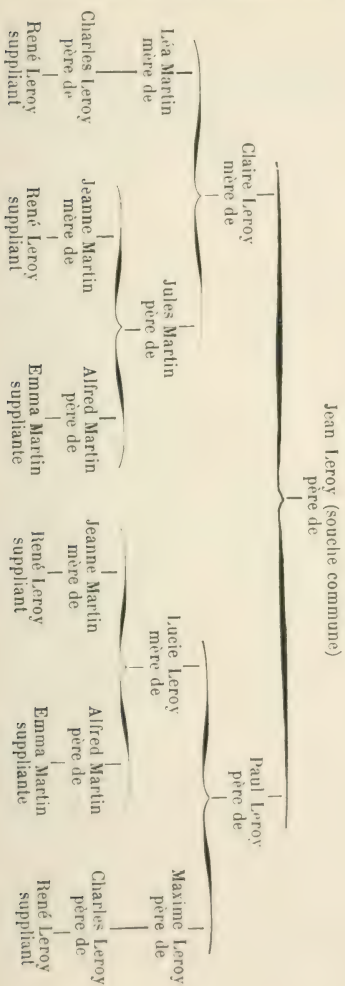 Jean Leroy (souche commune)
père de
Claire Leroy
mère de
Paul Leroy
père de
Léa Martin
mère de
Jules Martin
père de
Lucie Leroy
mère de
Maxime Leroy
père de
Charles Leroy
père de
Jeanne Martin
mère de
Alfred Martin
père de
Jeanne Martin
mère de
Alfred Martin
père de
Charles Leroy
père de
René Leroy
suppliant
René Leroy
suppliant
Emma Martin
suppliante
René Leroy
suppliant
Emma Martin
suppliante
René Leroy
suppliant